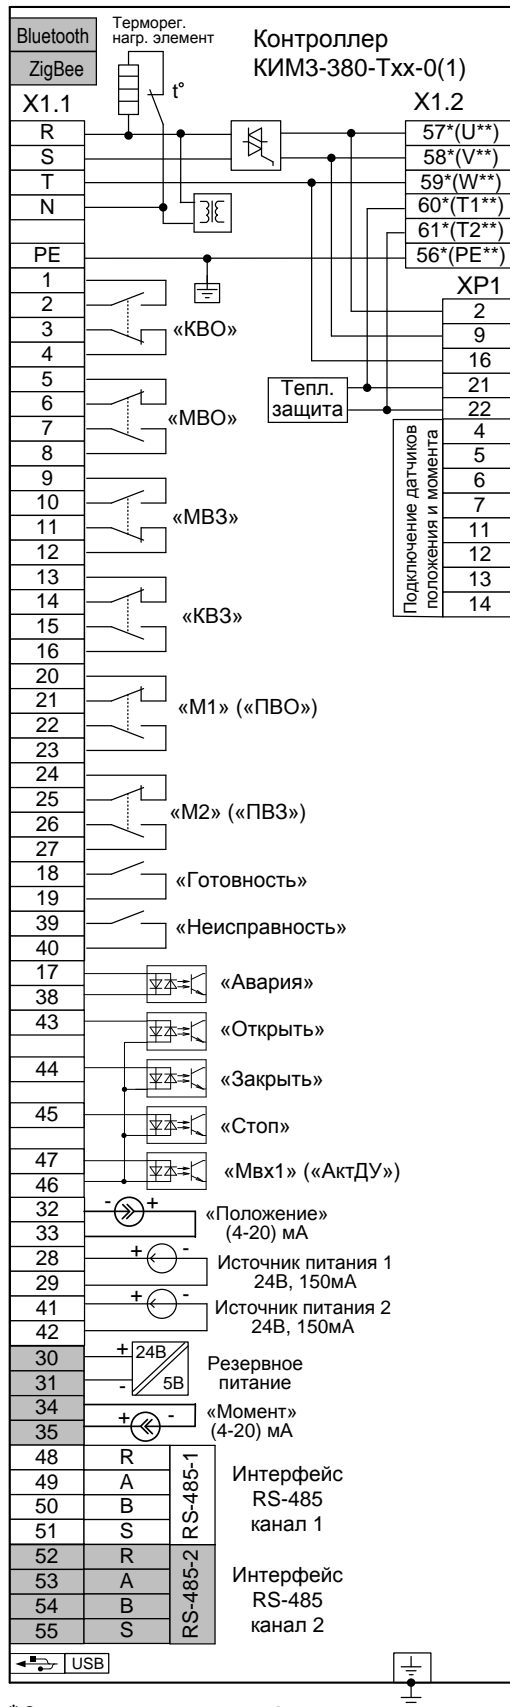 Bluetooth
ZigBee
Терморег.
нагр. элемент
t°
Контроллер
КИМ3-380-Тхх-0(1)
X1.1
R
S
T
N
PE
1
2
3
4
«КВО»
5
6
7
8
«МВО»
9
10
11
12
«МВЗ»
13
14
15
16
«КВЗ»
20
21
22
23
«М1» («ПВО»)
24
25
26
27
«М2» («ПВЗ»)
18
19
«Готовность»
39
40
«Неисправность»
17
38
«Авария»
43
«Открыть»
44
«Закрыть»
45
«Стоп»
47
46
«Мвх1» («АктДУ»)
32
33
- +
«Положение»
(4-20) мА
28
29
+ -
Источник питания 1
24В, 150мА
41
42
+ -
Источник питания 2
24В, 150мА
30
31
+ 24В
- 5В
Резервное
питание
34
35
+ -
«Момент»
(4-20) мА
48 R
49 A
50 B
51 S
RS-485-1
Интерфейс
RS-485
канал 1
52 R
53 A
54 B
55 S
RS-485-2
Интерфейс
RS-485
канал 2
USB
X1.2
57*(U**)
58*(V**)
59*(W**)
60*(T1**)
61*(T2**)
56*(PE**)
XP1
2
9
16
21
22
Тепл.
защита
4
5
6
7
11
12
13
14
Подключение датчиков
положения и момента